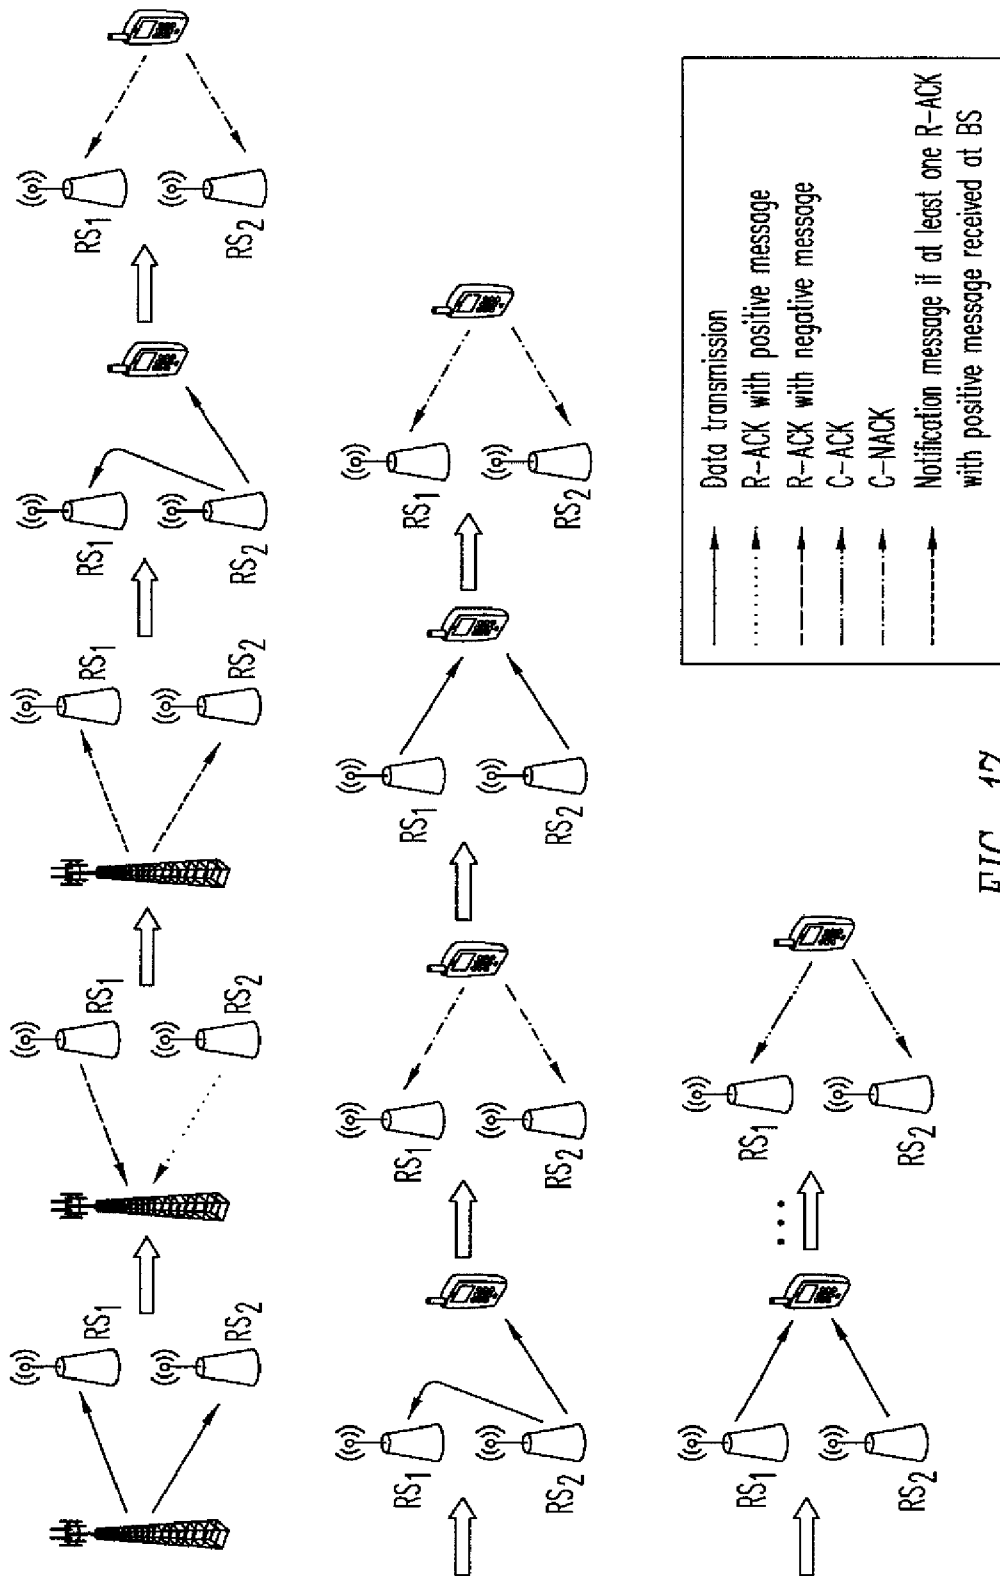 RS1 RS1 RS1 RS1 RS1
RS2 RS2 RS2 RS2 RS2
RS1 RS1 RS1 RS1
RS2 RS2 RS2 RS2
RS1 RS1
RS2 RS2
Data transmission
R-ACK with positive message
R-ACK with negative message
C-ACK
C-NACK
Notification message if at least one R-ACK
with positive message received at BS